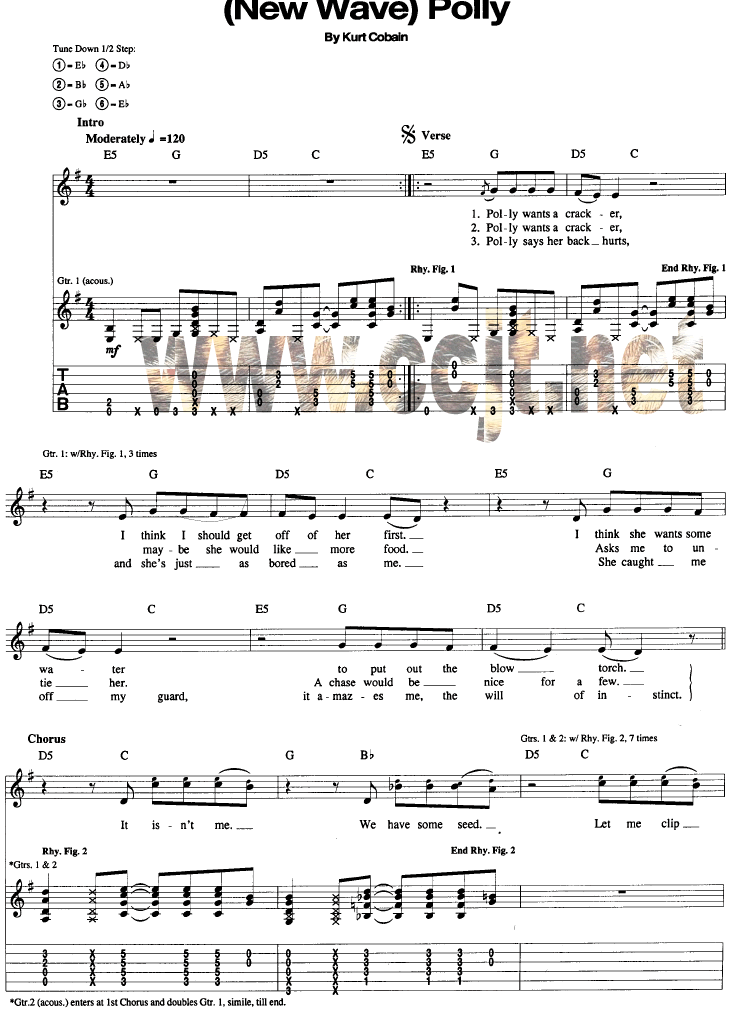 (New Wave) Polly
By Kurt Cobain
Tune Down 1/2 Step:
①=E♭ ④=D♭
②=B♭ ⑤=A♭
③=G♭ ⑥=E♭
Intro
Moderately ♩=120
𝄋 Verse
E5 G D5 C E5 G D5 C
1. Pol-ly wants a crack - er,
2. Pol-ly wants a crack - er,
3. Pol-ly says her back hurts,
Rhy. Fig. 1 End Rhy. Fig. 1
Gtr. 1 (acous.)
mf
www.ccjt.net
TAB
Gtr. 1: w/Rhy. Fig. 1, 3 times
E5 G D5 C E5 G
I think I should get off of her first. I think she wants some
may - be she would like more food. Asks me to un -
and she's just as bored as me. She caught me
D5 C E5 G D5 C
wa - ter to put out the blow torch.
tie her. A chase would be nice for a few.
off my guard, it a - maz - es me, the will of in - stinct.
Chorus
Gtrs. 1 & 2: w/ Rhy. Fig. 2, 7 times
D5 C G B♭ D5 C
It is - n't me. We have some seed. Let me clip
Rhy. Fig. 2 End Rhy. Fig. 2
*Gtrs. 1 & 2
*Gtr.2 (acous.) enters at 1st Chorus and doubles Gtr. 1, simile, till end.